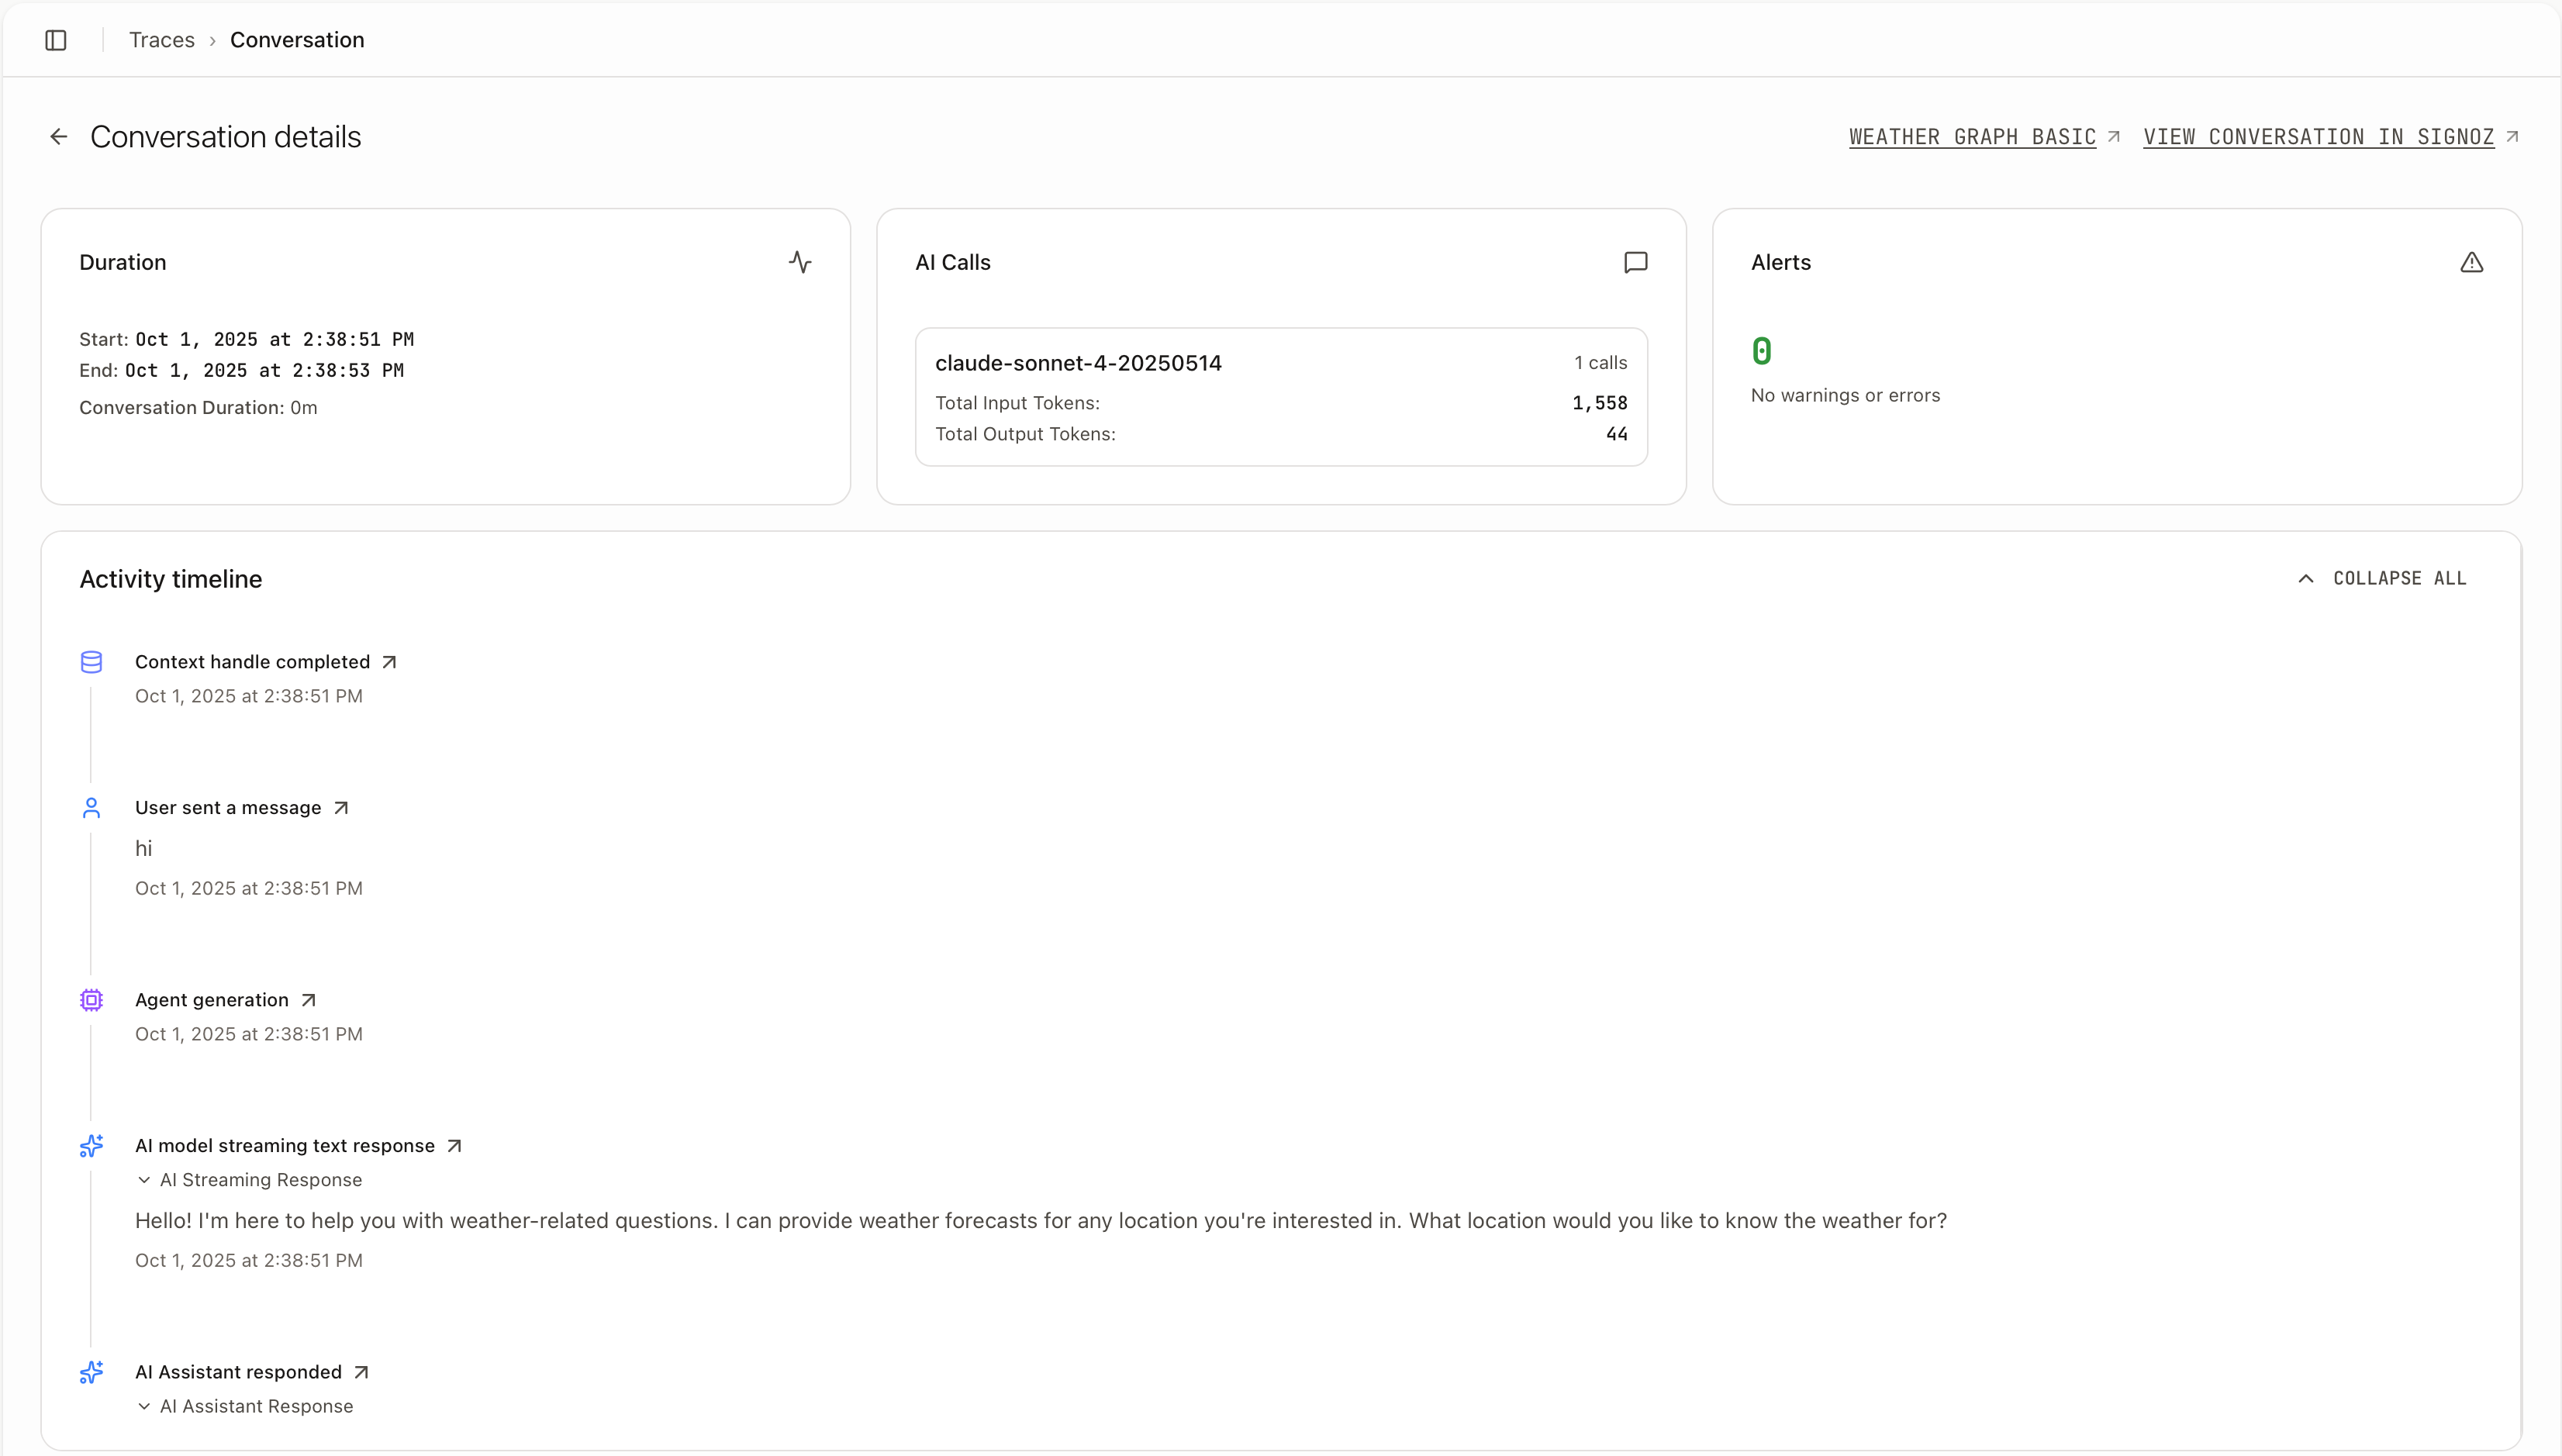 Traces › Conversation
Conversation details
WEATHER GRAPH BASIC
VIEW CONVERSATION IN SIGNOZ
Duration
Start: Oct 1, 2025 at 2:38:51 PM
End: Oct 1, 2025 at 2:38:53 PM
Conversation Duration: 0m
AI Calls
claude-sonnet-4-20250514 1 calls
Total Input Tokens: 1,558
Total Output Tokens: 44
Alerts
0
No warnings or errors
Activity timeline
COLLAPSE ALL
Context handle completed
Oct 1, 2025 at 2:38:51 PM
User sent a message
hi
Oct 1, 2025 at 2:38:51 PM
Agent generation
Oct 1, 2025 at 2:38:51 PM
AI model streaming text response
AI Streaming Response
Hello! I'm here to help you with weather-related questions. I can provide weather forecasts for any location you're interested in. What location would you like to know the weather for?
Oct 1, 2025 at 2:38:51 PM
AI Assistant responded
AI Assistant Response